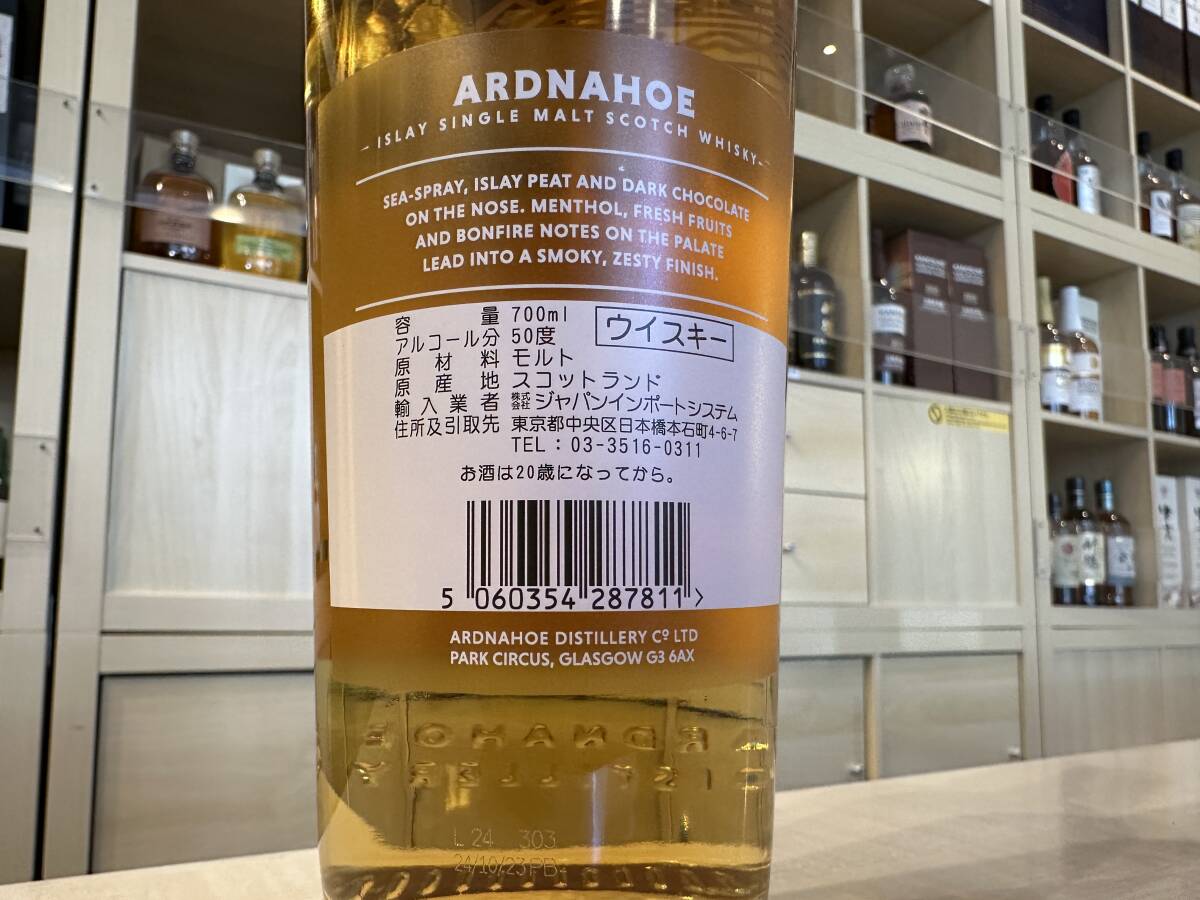 ARDNAHOE
ISLAY SINGLE MALT SCOTCH WHISKY
SEA-SPRAY, ISLAY PEAT AND DARK CHOCOLATE
ON THE NOSE. MENTHOL, FRESH FRUITS
AND BONFIRE NOTES ON THE PALATE
LEAD INTO A SMOKY, ZESTY FINISH.
容量 700ml ウイスキー
アルコール分 50度
原材料 モルト
原産地 スコットランド
輸入業者 株式会社ジャパンインポートシステム
住所及引取先 東京都中央区日本橋本石町4-6-7
TEL : 03-3516-0311
お酒は20歳になってから。
5 060354 287811 >
ARDNAHOE DISTILLERY Cº LTD
PARK CIRCUS, GLASGOW G3 6AX
L 24 303
24/10/23 PB